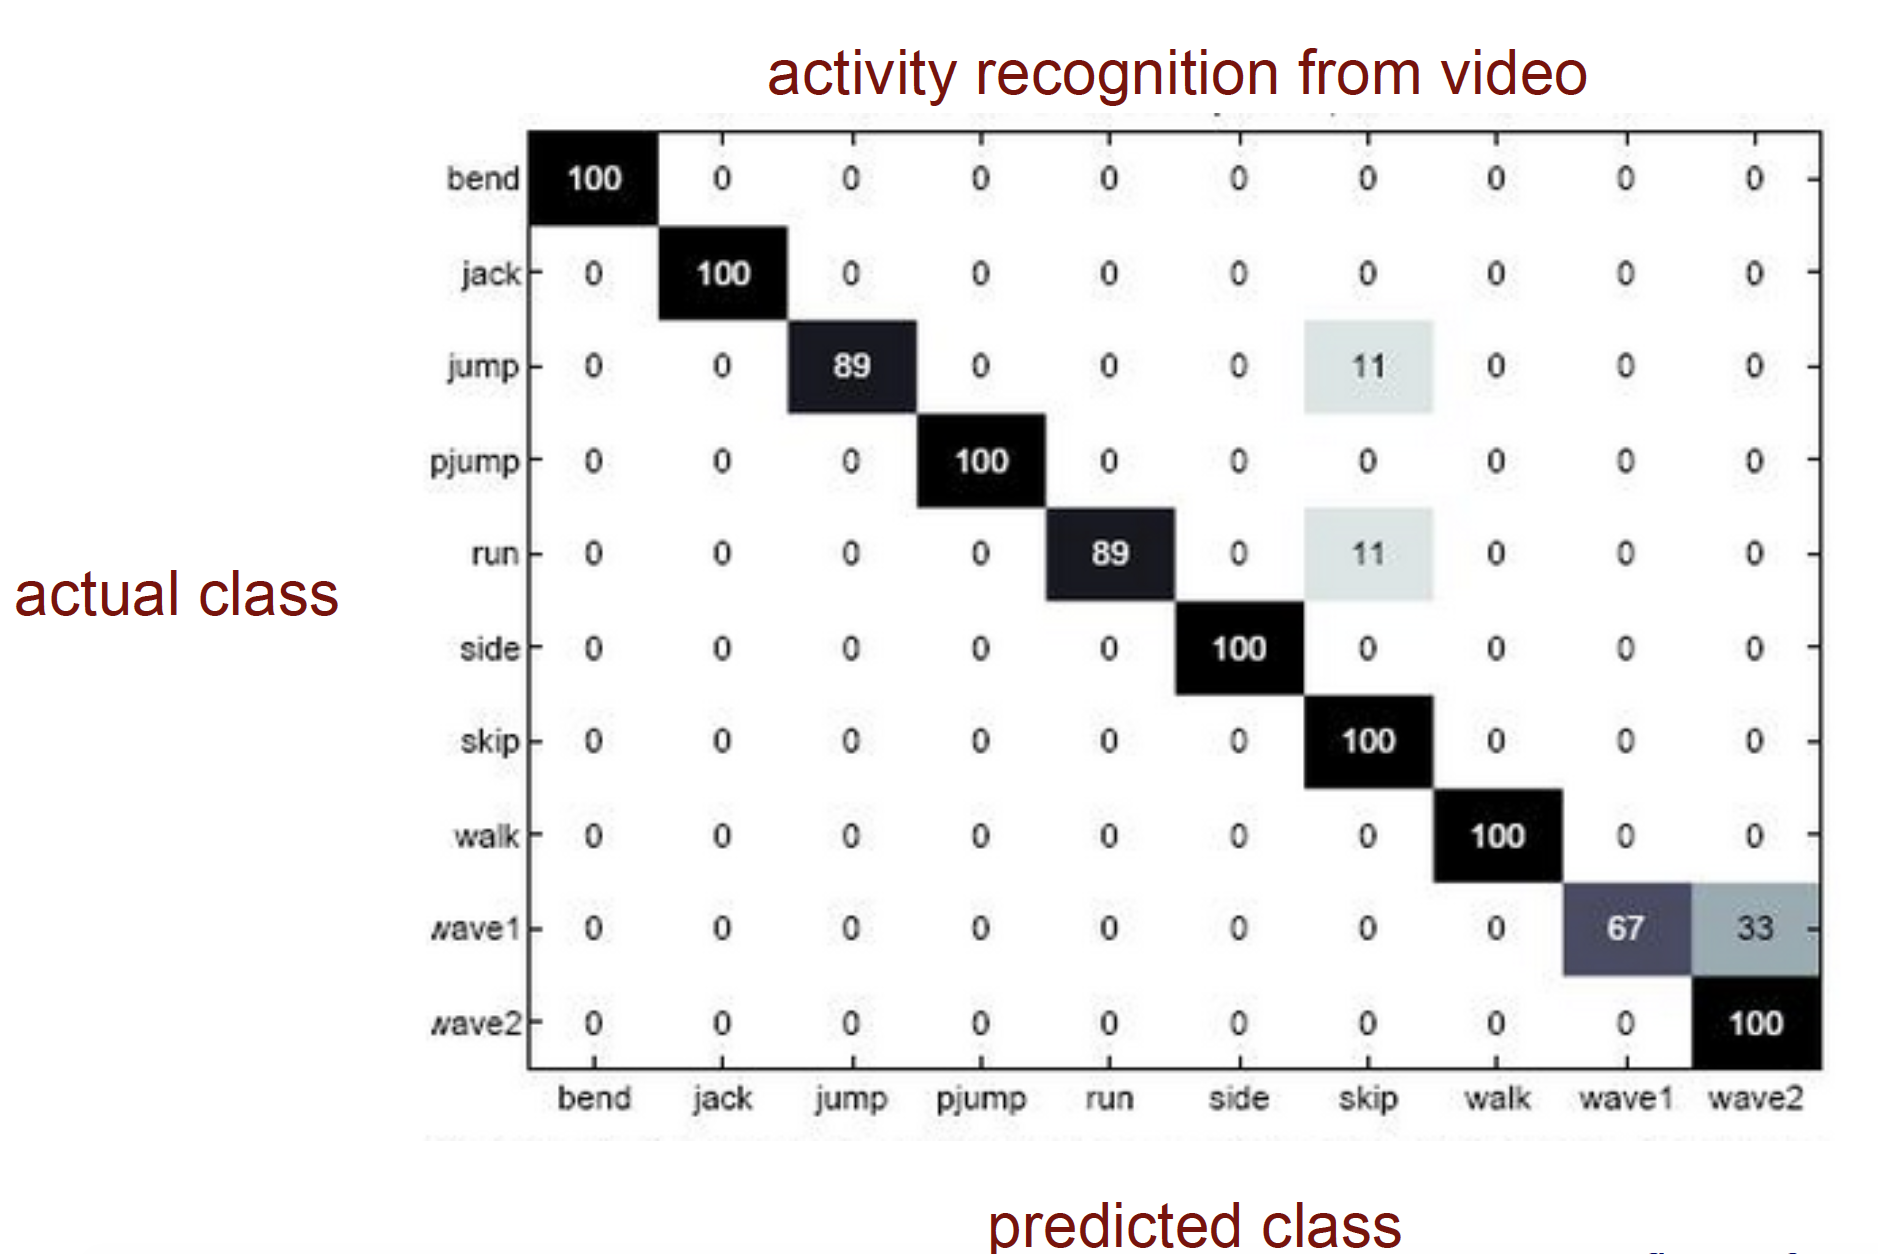 activity recognition from video
bend 100 0 0 0 0 0 0 0 0 0
jack 0 100 0 0 0 0 0 0 0 0
jump 0 0 89 0 0 0 11 0 0 0
pjump 0 0 0 100 0 0 0 0 0 0
run 0 0 0 0 89 0 11 0 0 0
actual class
side 0 0 0 0 0 100 0 0 0 0
skip 0 0 0 0 0 0 100 0 0 0
walk 0 0 0 0 0 0 0 100 0 0
wave1 0 0 0 0 0 0 0 0 67 33
wave2 0 0 0 0 0 0 0 0 0 100
bend jack jump pjump run side skip walk wave1 wave2
predicted class